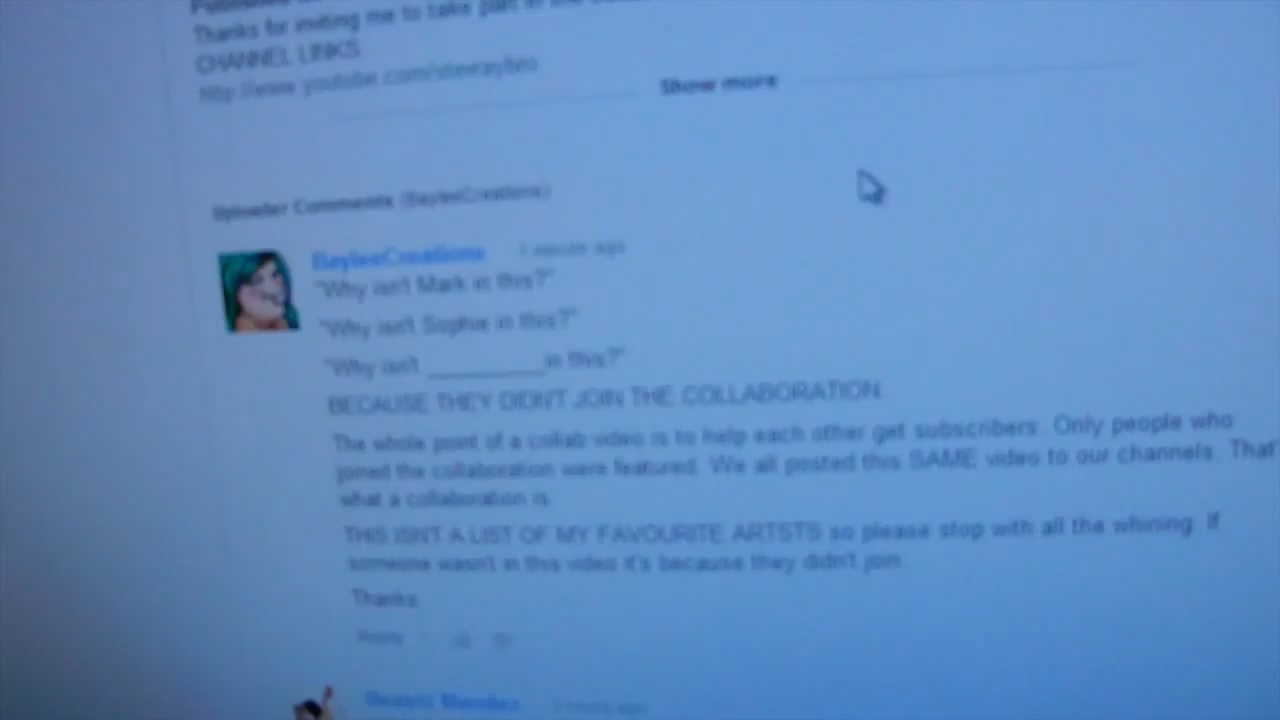 Thanks for inviting me to take part in the
CHANNEL LINKS
Show more
Uploader Comments (BayleeCreations)
BayleeCreations 1 minute ago
"Why isn't Mark in this?"
"Why isn't Sophie in this?"
"Why isn't __________in this?"
BECAUSE THEY DIDN'T JOIN THE COLLABORATION.
The whole point of a collab video is to help each other get subscribers. Only people who
joined the collaboration were featured. We all posted this SAME video to our channels. That'
what a collaboration is.
THIS ISN'T A LIST OF MY FAVOURITE ARTSTS so please stop with all the whining. If
someone wasn't in this video it's because they didn't join.
Thanks
Reply